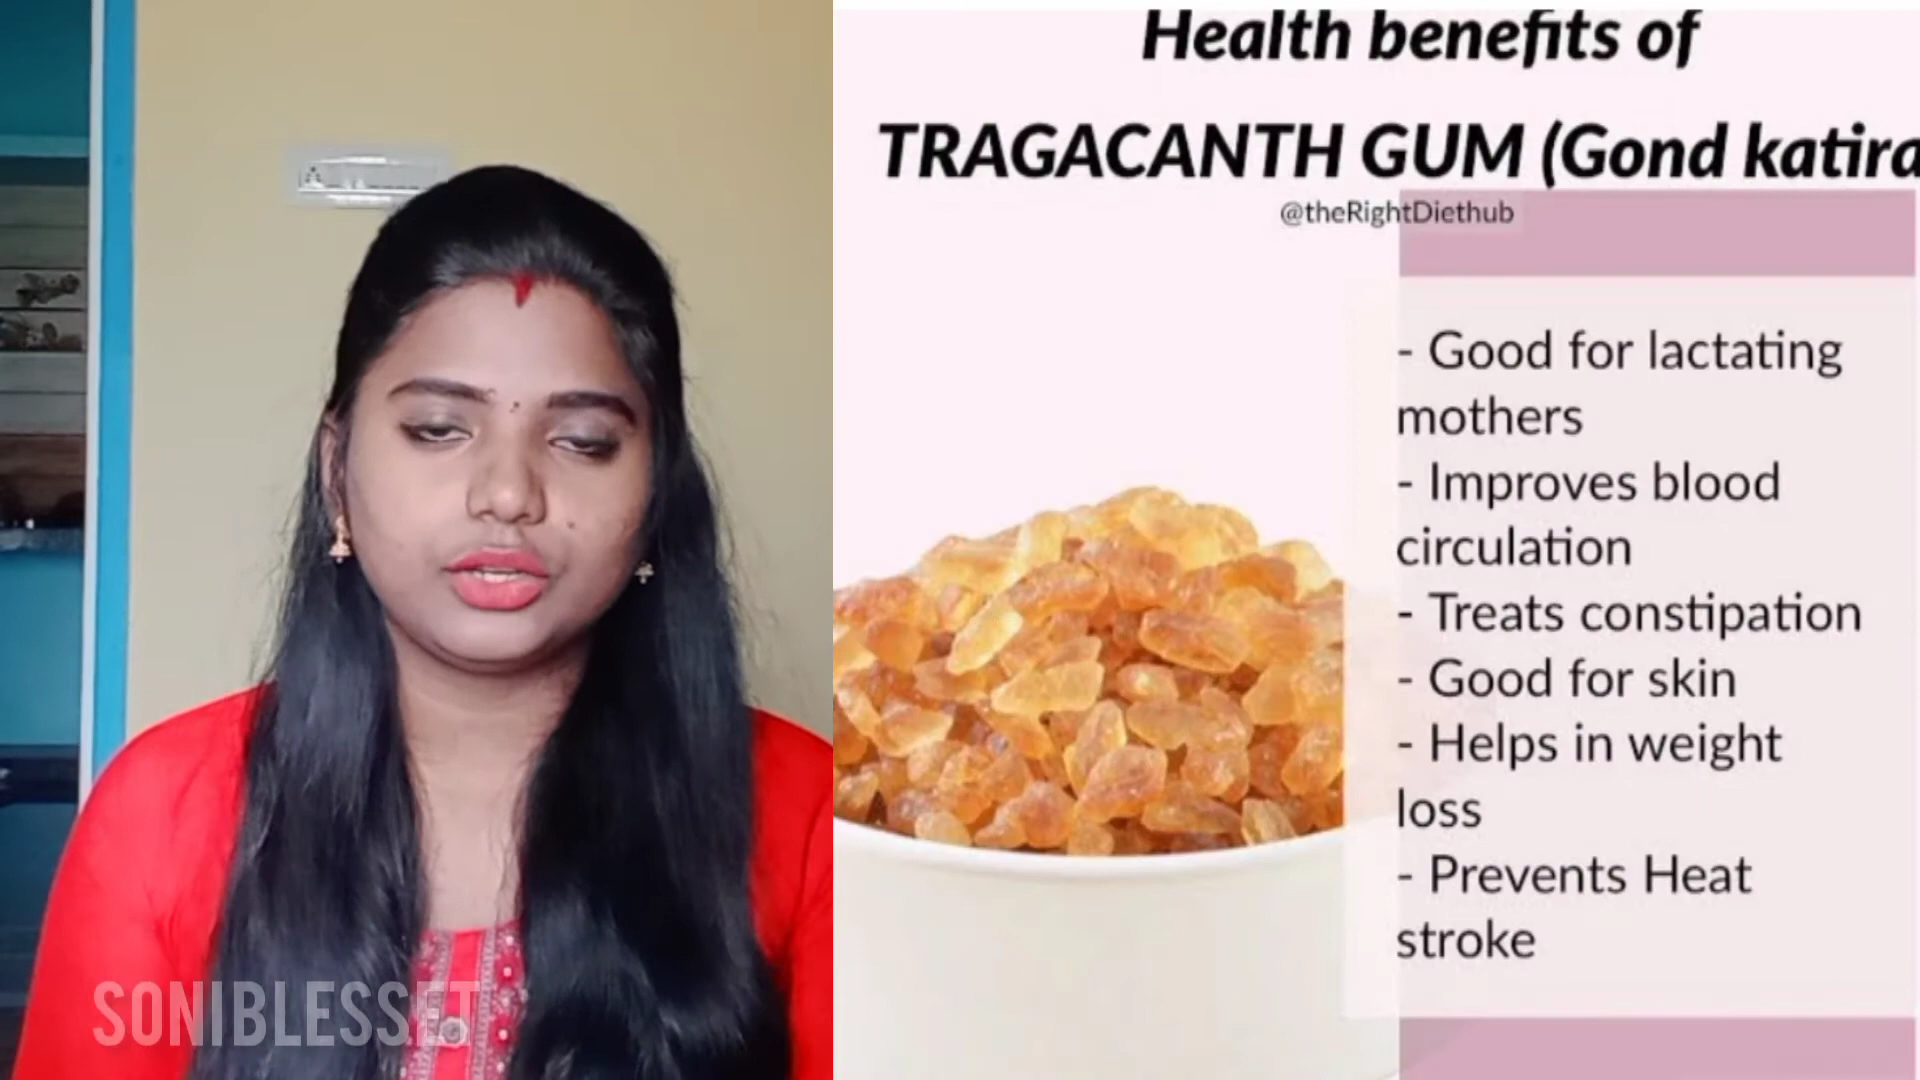 Health benefits of
TRAGACANTH GUM (Gond katira
@theRightDiethub
- Good for lactating
mothers
- Improves blood
circulation
- Treats constipation
- Good for skin
- Helps in weight
loss
- Prevents Heat
stroke
SONIBLESSET